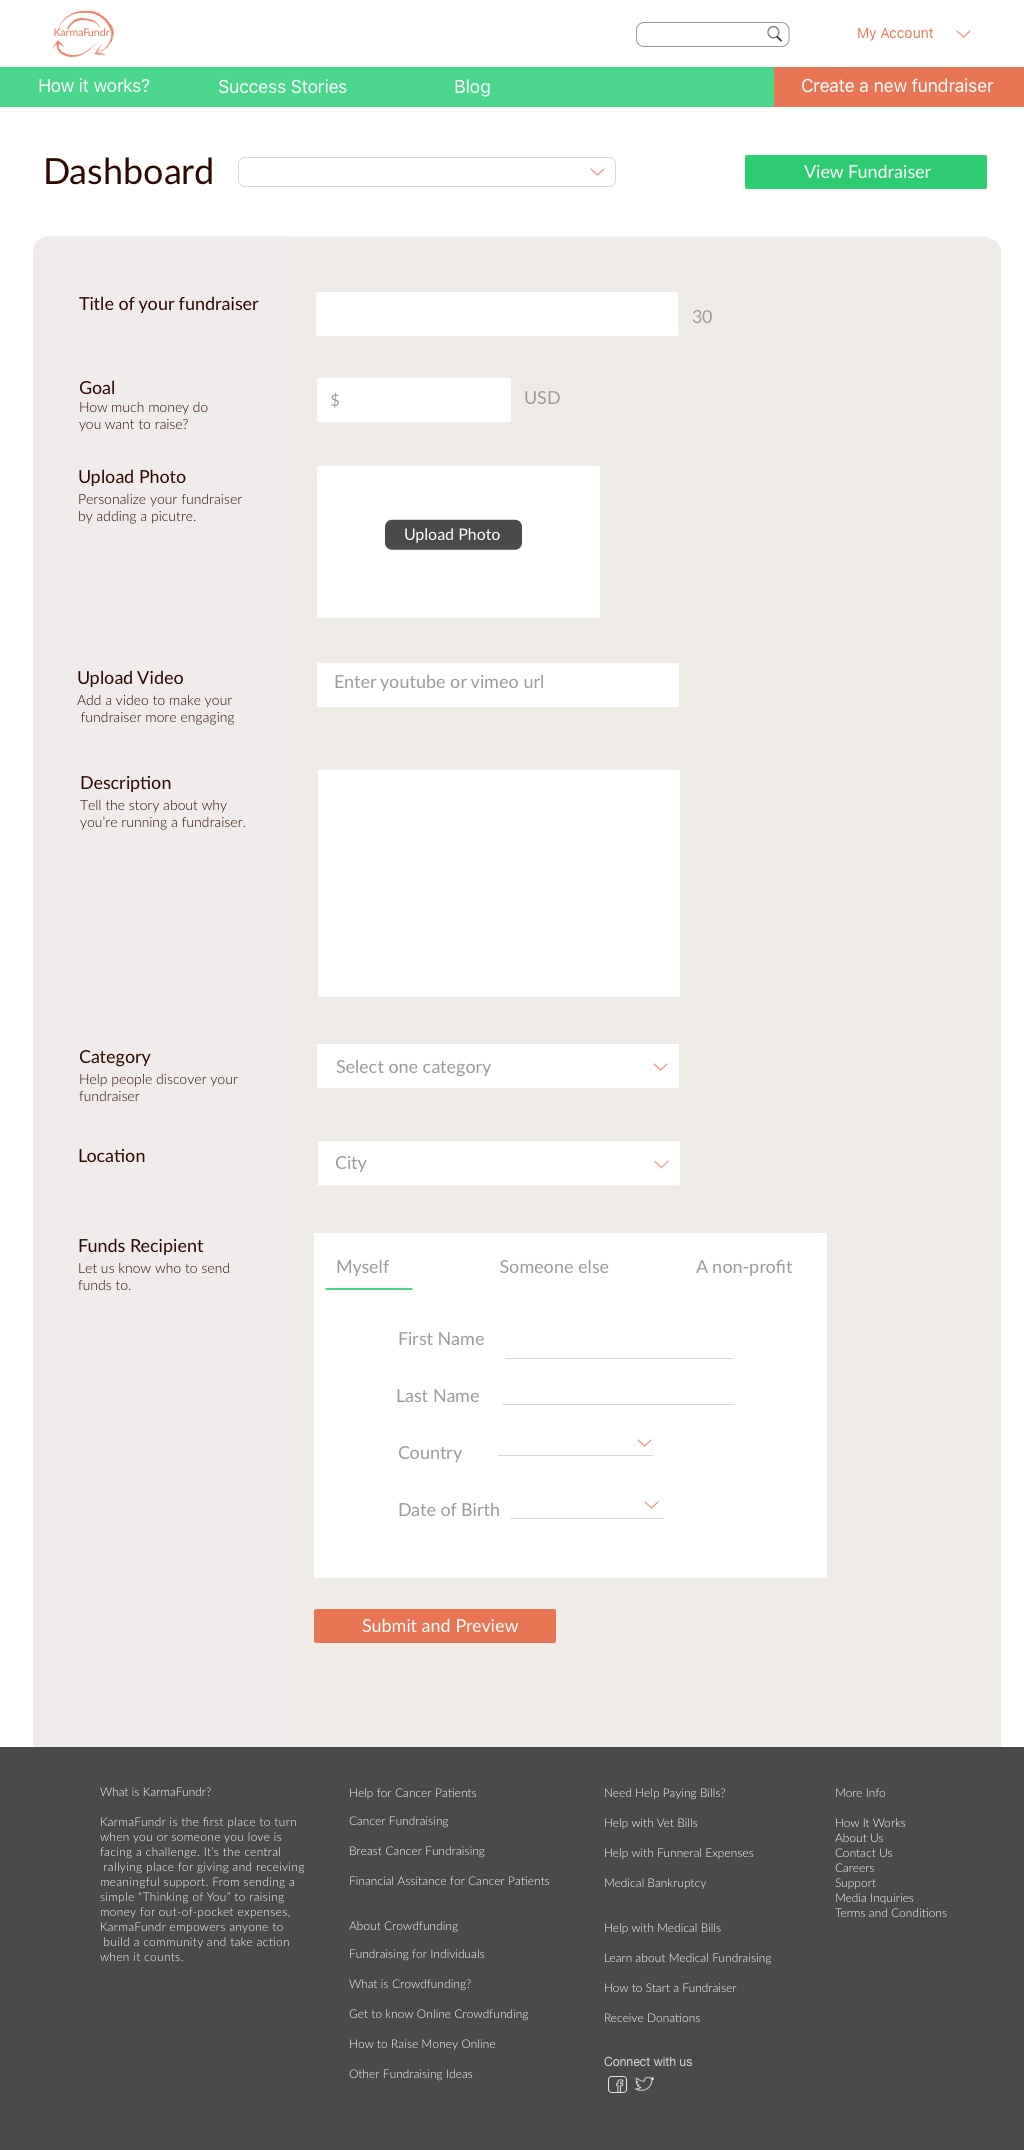 KarmaFundr
My Account
How it works?
Success Stories
Blog
Create a new fundraiser
Dashboard
View Fundraiser
Title of your fundraiser
30
Goal
How much money do
you want to raise?
$
USD
Upload Photo
Personalize your fundraiser
by adding a picutre.
Upload Photo
Upload Video
Add a video to make your
fundraiser more engaging
Enter youtube or vimeo url
Description
Tell the story about why
you’re running a fundraiser.
Category
Help people discover your
fundraiser
Select one category
Location
City
Funds Recipient
Let us know who to send
funds to.
Myself
Someone else
A non-profit
First Name
Last Name
Country
Date of Birth
Submit and Preview
What is KarmaFundr?
KarmaFundr is the first place to turn
when you or someone you love is
facing a challenge. It’s the central
rallying place for giving and receiving
meaningful support. From sending a
simple “Thinking of You” to raising
money for out-of-pocket expenses,
KarmaFundr empowers anyone to
build a community and take action
when it counts.
Help for Cancer Patients
Cancer Fundraising
Breast Cancer Fundraising
Financial Assitance for Cancer Patients
About Crowdfunding
Fundraising for Individuals
What is Crowdfunding?
Get to know Online Crowdfunding
How to Raise Money Online
Other Fundraising Ideas
Need Help Paying Bills?
Help with Vet Bills
Help with Funneral Expenses
Medical Bankruptcy
Help with Medical Bills
Learn about Medical Fundraising
How to Start a Fundraiser
Receive Donations
Connect with us
More Info
How It Works
About Us
Contact Us
Careers
Support
Media Inquiries
Terms and Conditions